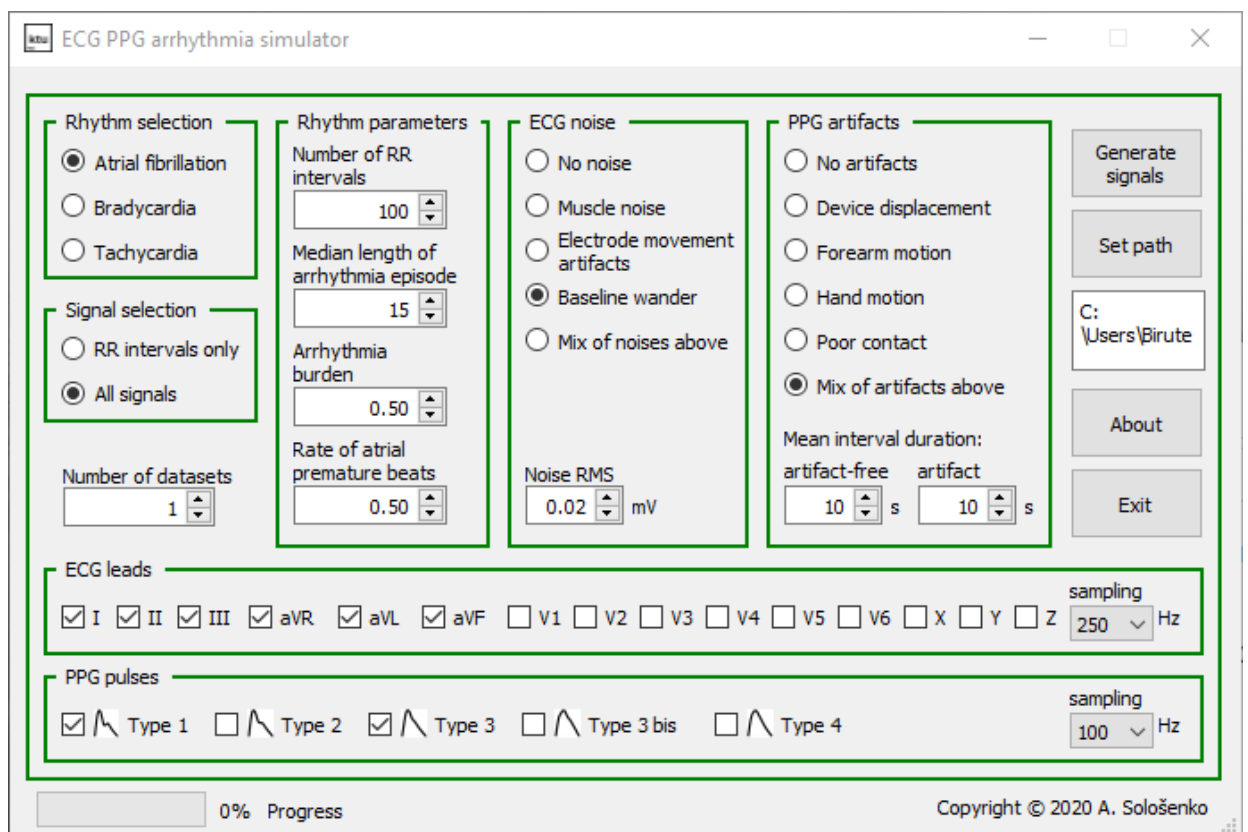 ktu
ECG PPG arrhythmia simulator
Rhythm selection
Atrial fibrillation
Bradycardia
Tachycardia
Signal selection
RR intervals only
All signals
Number of datasets
1
Rhythm parameters
Number of RR
intervals
100
Median length of
arrhythmia episode
15
Arrhythmia
burden
0.50
Rate of atrial
premature beats
0.50
ECG noise
No noise
Muscle noise
Electrode movement
artifacts
Baseline wander
Mix of noises above
Noise RMS
0.02 mV
PPG artifacts
No artifacts
Device displacement
Forearm motion
Hand motion
Poor contact
Mix of artifacts above
Mean interval duration:
artifact-free artifact
10 s 10 s
Generate
signals
Set path
C:
\Users\Birute
About
Exit
ECG leads
I II III aVR aVL aVF V1 V2 V3 V4 V5 V6 X Y Z
sampling
250 Hz
PPG pulses
Type 1 Type 2 Type 3 Type 3 bis Type 4
sampling
100 Hz
0% Progress
Copyright © 2020 A. Sološenko